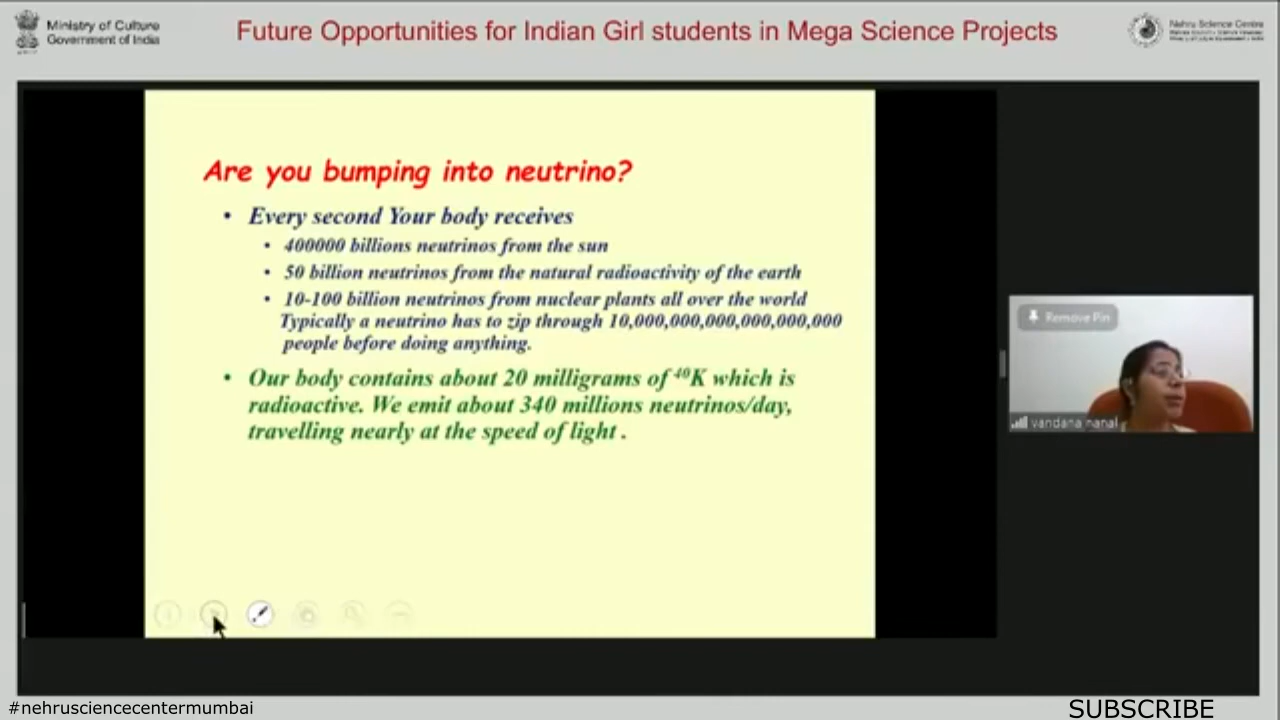 Ministry of Culture
Government of India
Future Opportunities for Indian Girl students in Mega Science Projects
Nehru Science Centre
Are you bumping into neutrino?
• Every second Your body receives
• 400000 billions neutrinos from the sun
• 50 billion neutrinos from the natural radioactivity of the earth
• 10-100 billion neutrinos from nuclear plants all over the world
Typically a neutrino has to zip through 10,000,000,000,000,000,000
people before doing anything.
• Our body contains about 20 milligrams of ⁴⁰K which is
radioactive. We emit about 340 millions neutrinos/day,
travelling nearly at the speed of light .
Remove Pin
vandana nanal
#nehrusciencecentermumbai
SUBSCRIBE